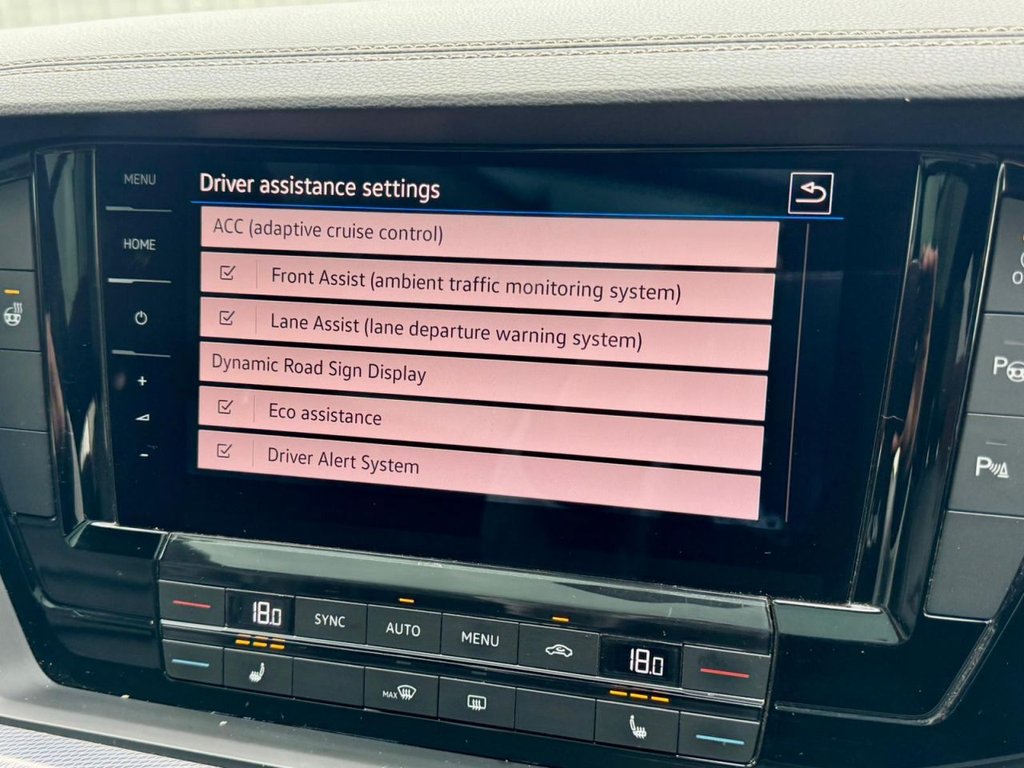 MENU
Driver assistance settings
ACC (adaptive cruise control)
HOME
Front Assist (ambient traffic monitoring system)
Lane Assist (lane departure warning system)
Dynamic Road Sign Display
+
Eco assistance
-
Driver Alert System
P
P
18.0
SYNC
AUTO
MENU
18.0
MAX